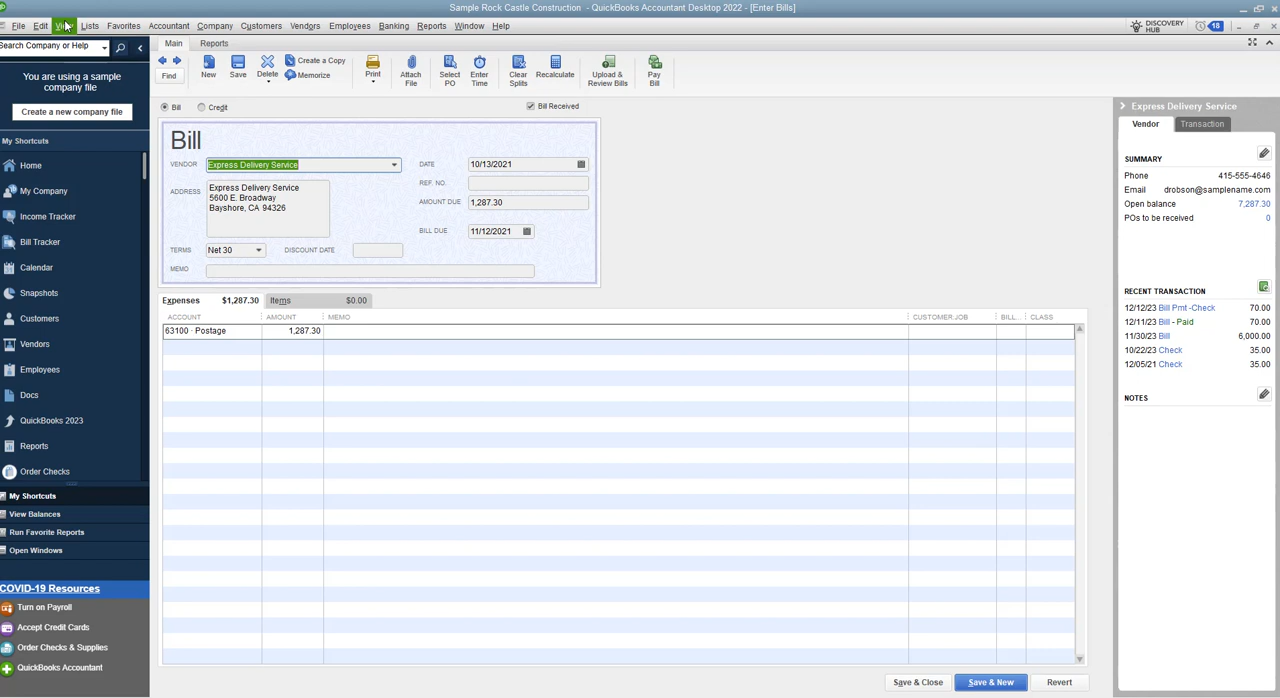 Sample Rock Castle Construction - QuickBooks Accountant Desktop 2022 - [Enter Bills]
File Edit View Lists Favorites Accountant Company Customers Vendors Employees Banking Reports Window Help
DISCOVERY HUB 18
Search Company or Help
Main Reports
You are using a sample
company file
Create a new company file
Find New Save Delete Create a Copy Memorize Print Attach File Select PO Enter Time Clear Splits Recalculate Upload & Review Bills Pay Bill
My Shortcuts
Home
My Company
Income Tracker
Bill Tracker
Calendar
Snapshots
Customers
Vendors
Employees
Docs
QuickBooks 2023
Reports
Order Checks
My Shortcuts
View Balances
Run Favorite Reports
Open Windows
COVID-19 Resources
Turn on Payroll
Accept Credit Cards
Order Checks & Supplies
QuickBooks Accountant
Bill Credit Bill Received
Bill
VENDOR Express Delivery Service DATE 10/13/2021
ADDRESS Express Delivery Service
5600 E. Broadway
Bayshore, CA 94326
REF. NO.
AMOUNT DUE 1,287.30
BILL DUE 11/12/2021
TERMS Net 30 DISCOUNT DATE
MEMO
Expenses $1,287.30 Items $0.00
ACCOUNT AMOUNT MEMO CUSTOMER:JOB BILL... CLASS
63100 · Postage 1,287.30
Save & Close Save & New Revert
Express Delivery Service
Vendor Transaction
SUMMARY
Phone 415-555-4646
Email drobson@samplename.com
Open balance 7,287.30
POs to be received 0
RECENT TRANSACTION
12/12/23 Bill Pmt -Check 70.00
12/11/23 Bill - Paid 70.00
11/30/23 Bill 6,000.00
10/22/23 Check 35.00
12/05/21 Check 35.00
NOTES